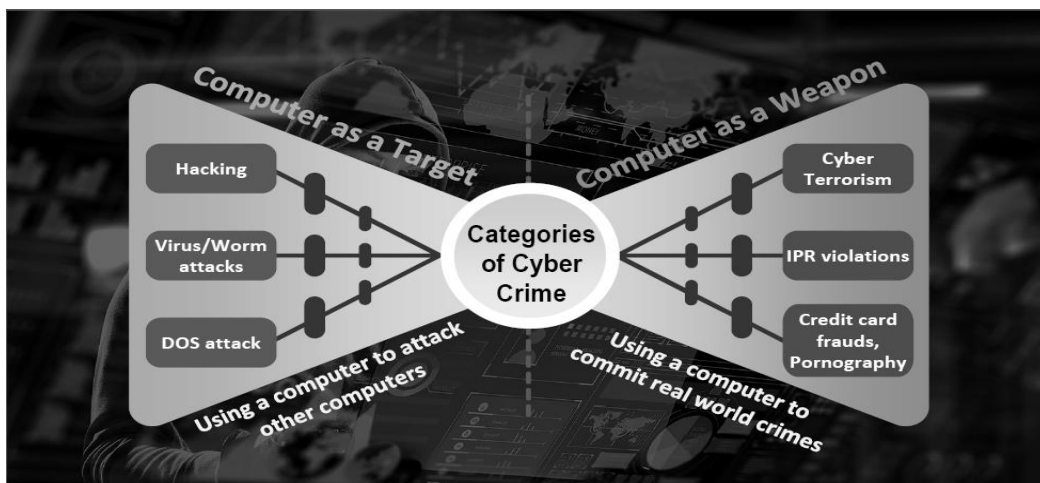 Computer as a Target
Hacking
Virus/Worm
attacks
DOS attack
Using a computer to attack
other computers
Categories
of Cyber
Crime
Computer as a Weapon
Cyber
Terrorism
IPR violations
Credit card
frauds,
Pornography
Using a computer to
commit real world crimes